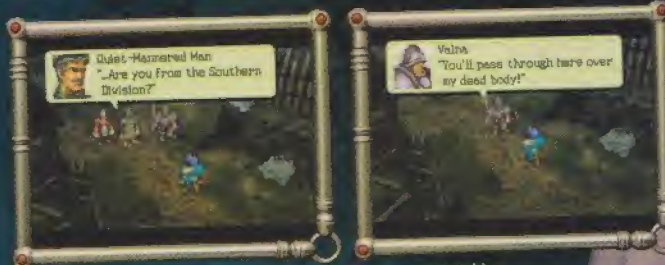 Quiet-Mannered Man
"...Are you from the Southern
Division?"
Valna
"You'll pass through here over
my dead body!"